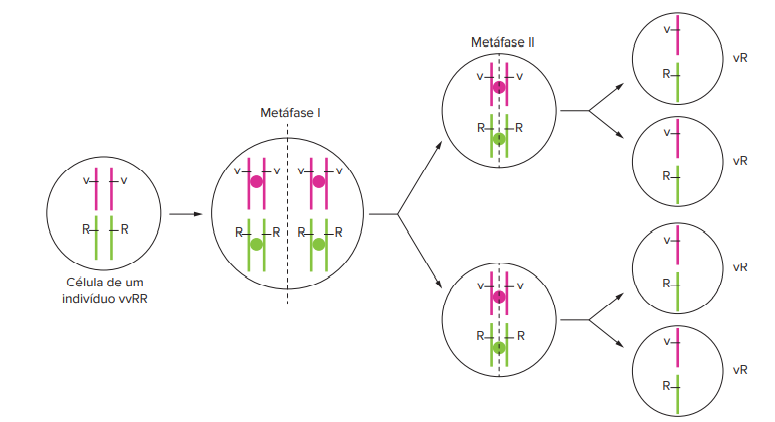 Célula de um
indivíduo vvRR
v v
R R
Metáfase I
v v v v
R R R R
Metáfase II
v v
R R
v v
R R
v
R
vR
v
R
vR
v
R
vR
v
R
vR